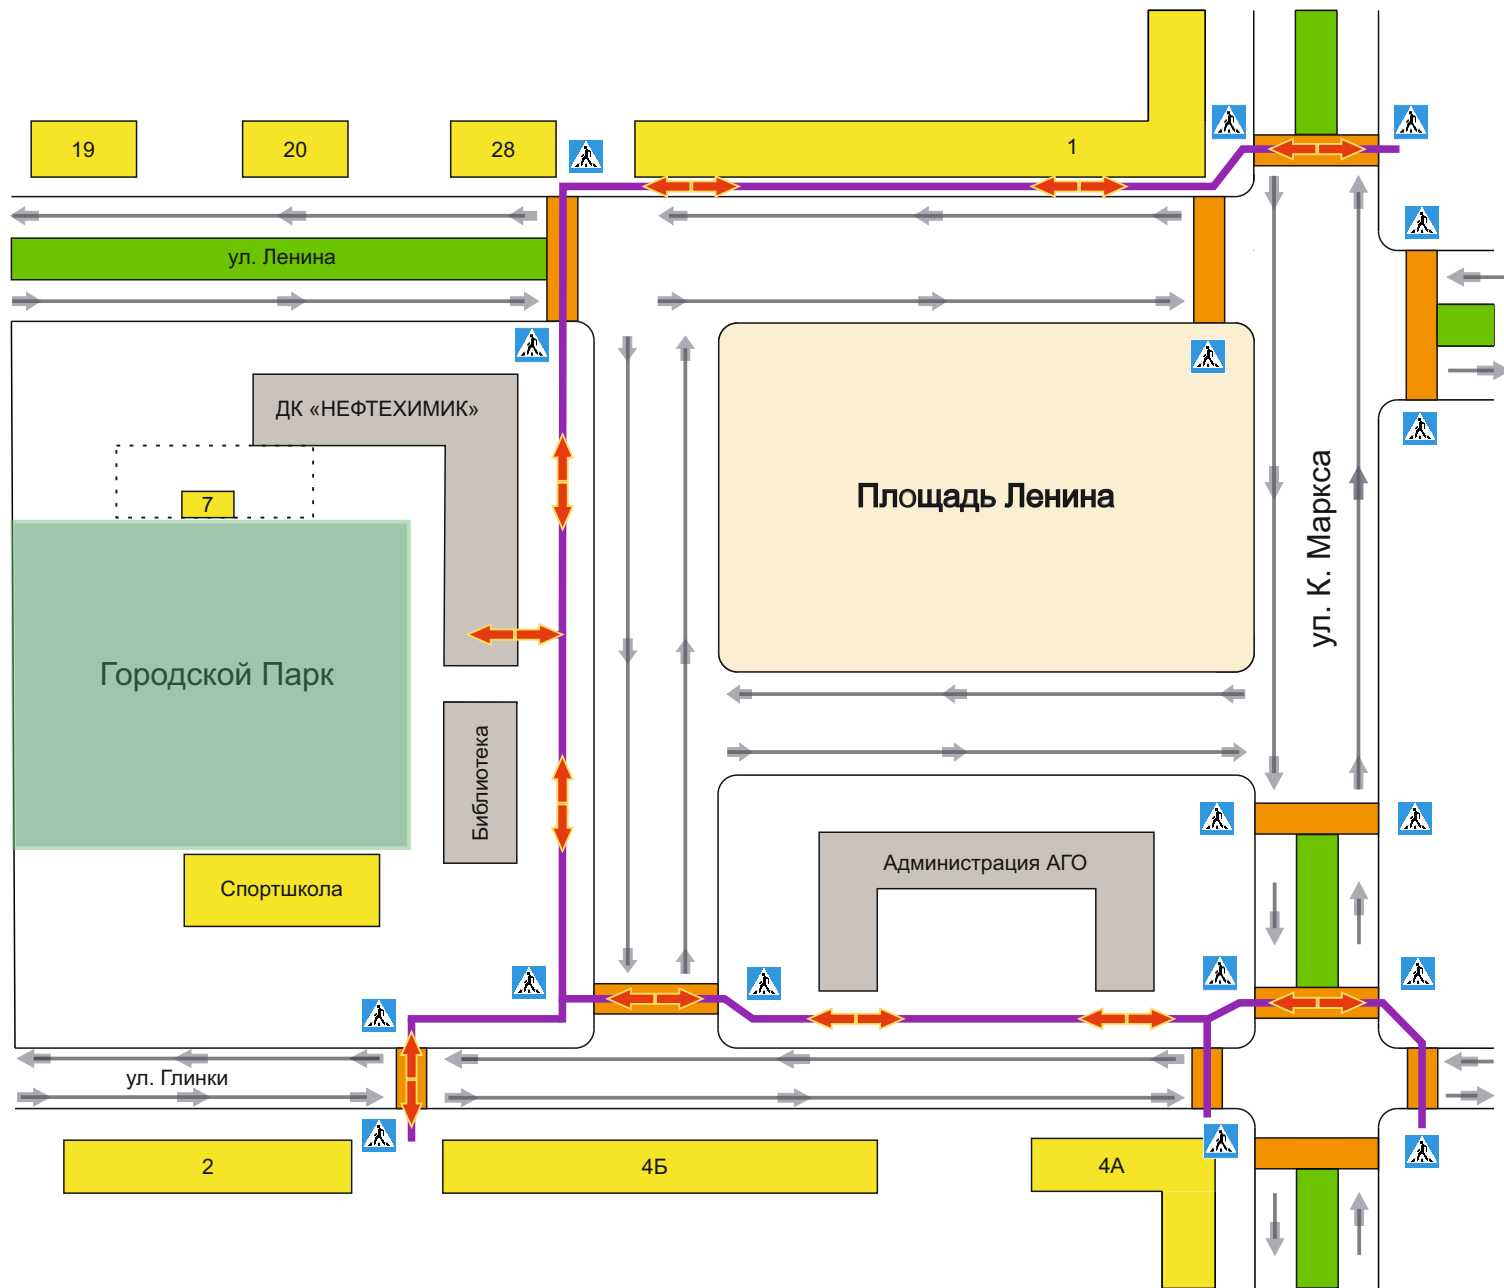 19
20
28
1
ул. Ленина
ДК «НЕФТЕХИМИК»
7
Площадь Ленина
ул. К. Маркса
Городской Парк
Библиотека
Администрация АГО
Спортшкола
ул. Глинки
2
4Б
4А